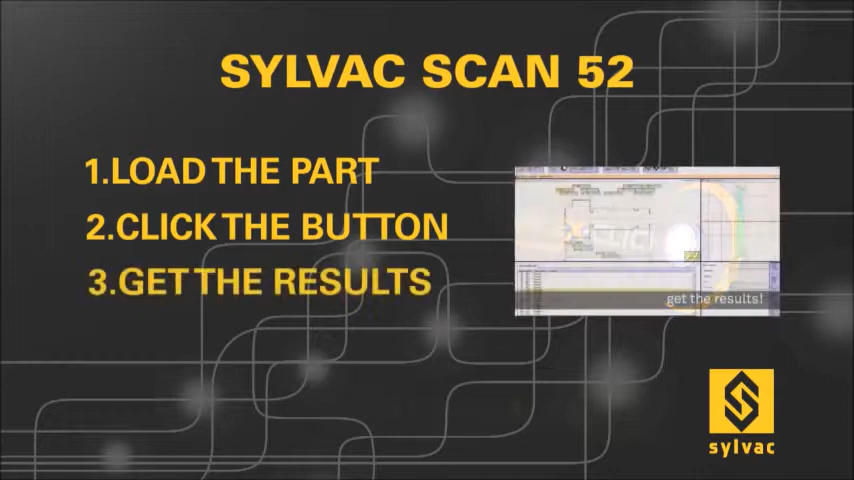 SYLVAC SCAN 52
1.LOAD THE PART
2.CLICK THE BUTTON
3.GET THE RESULTS
get the results!
sylvac